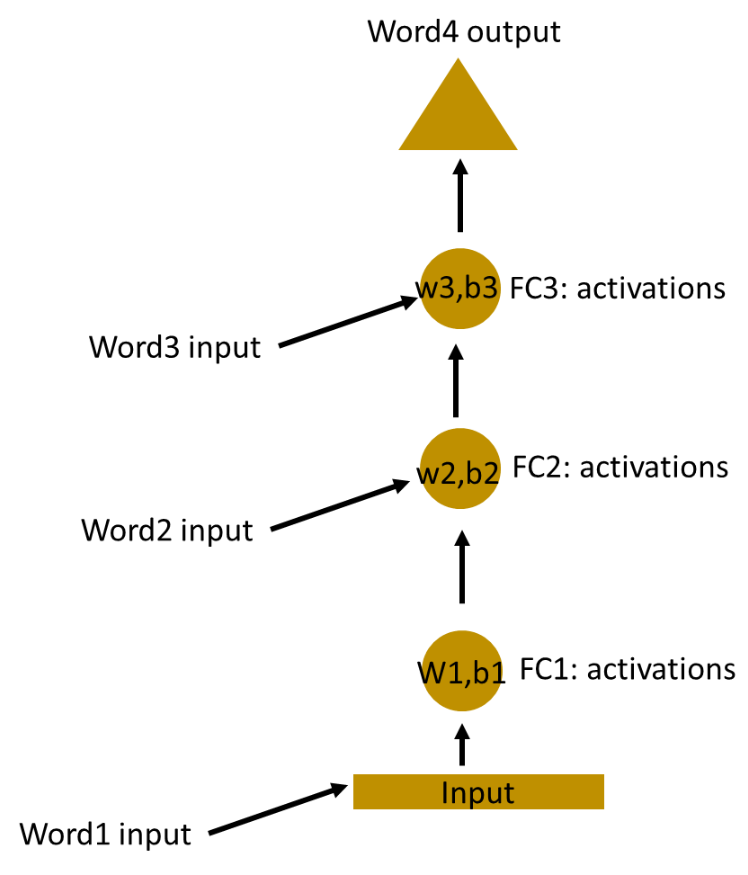 Word4 output
w3,b3 FC3: activations
Word3 input
w2,b2 FC2: activations
Word2 input
W1,b1 FC1: activations
Input
Word1 input